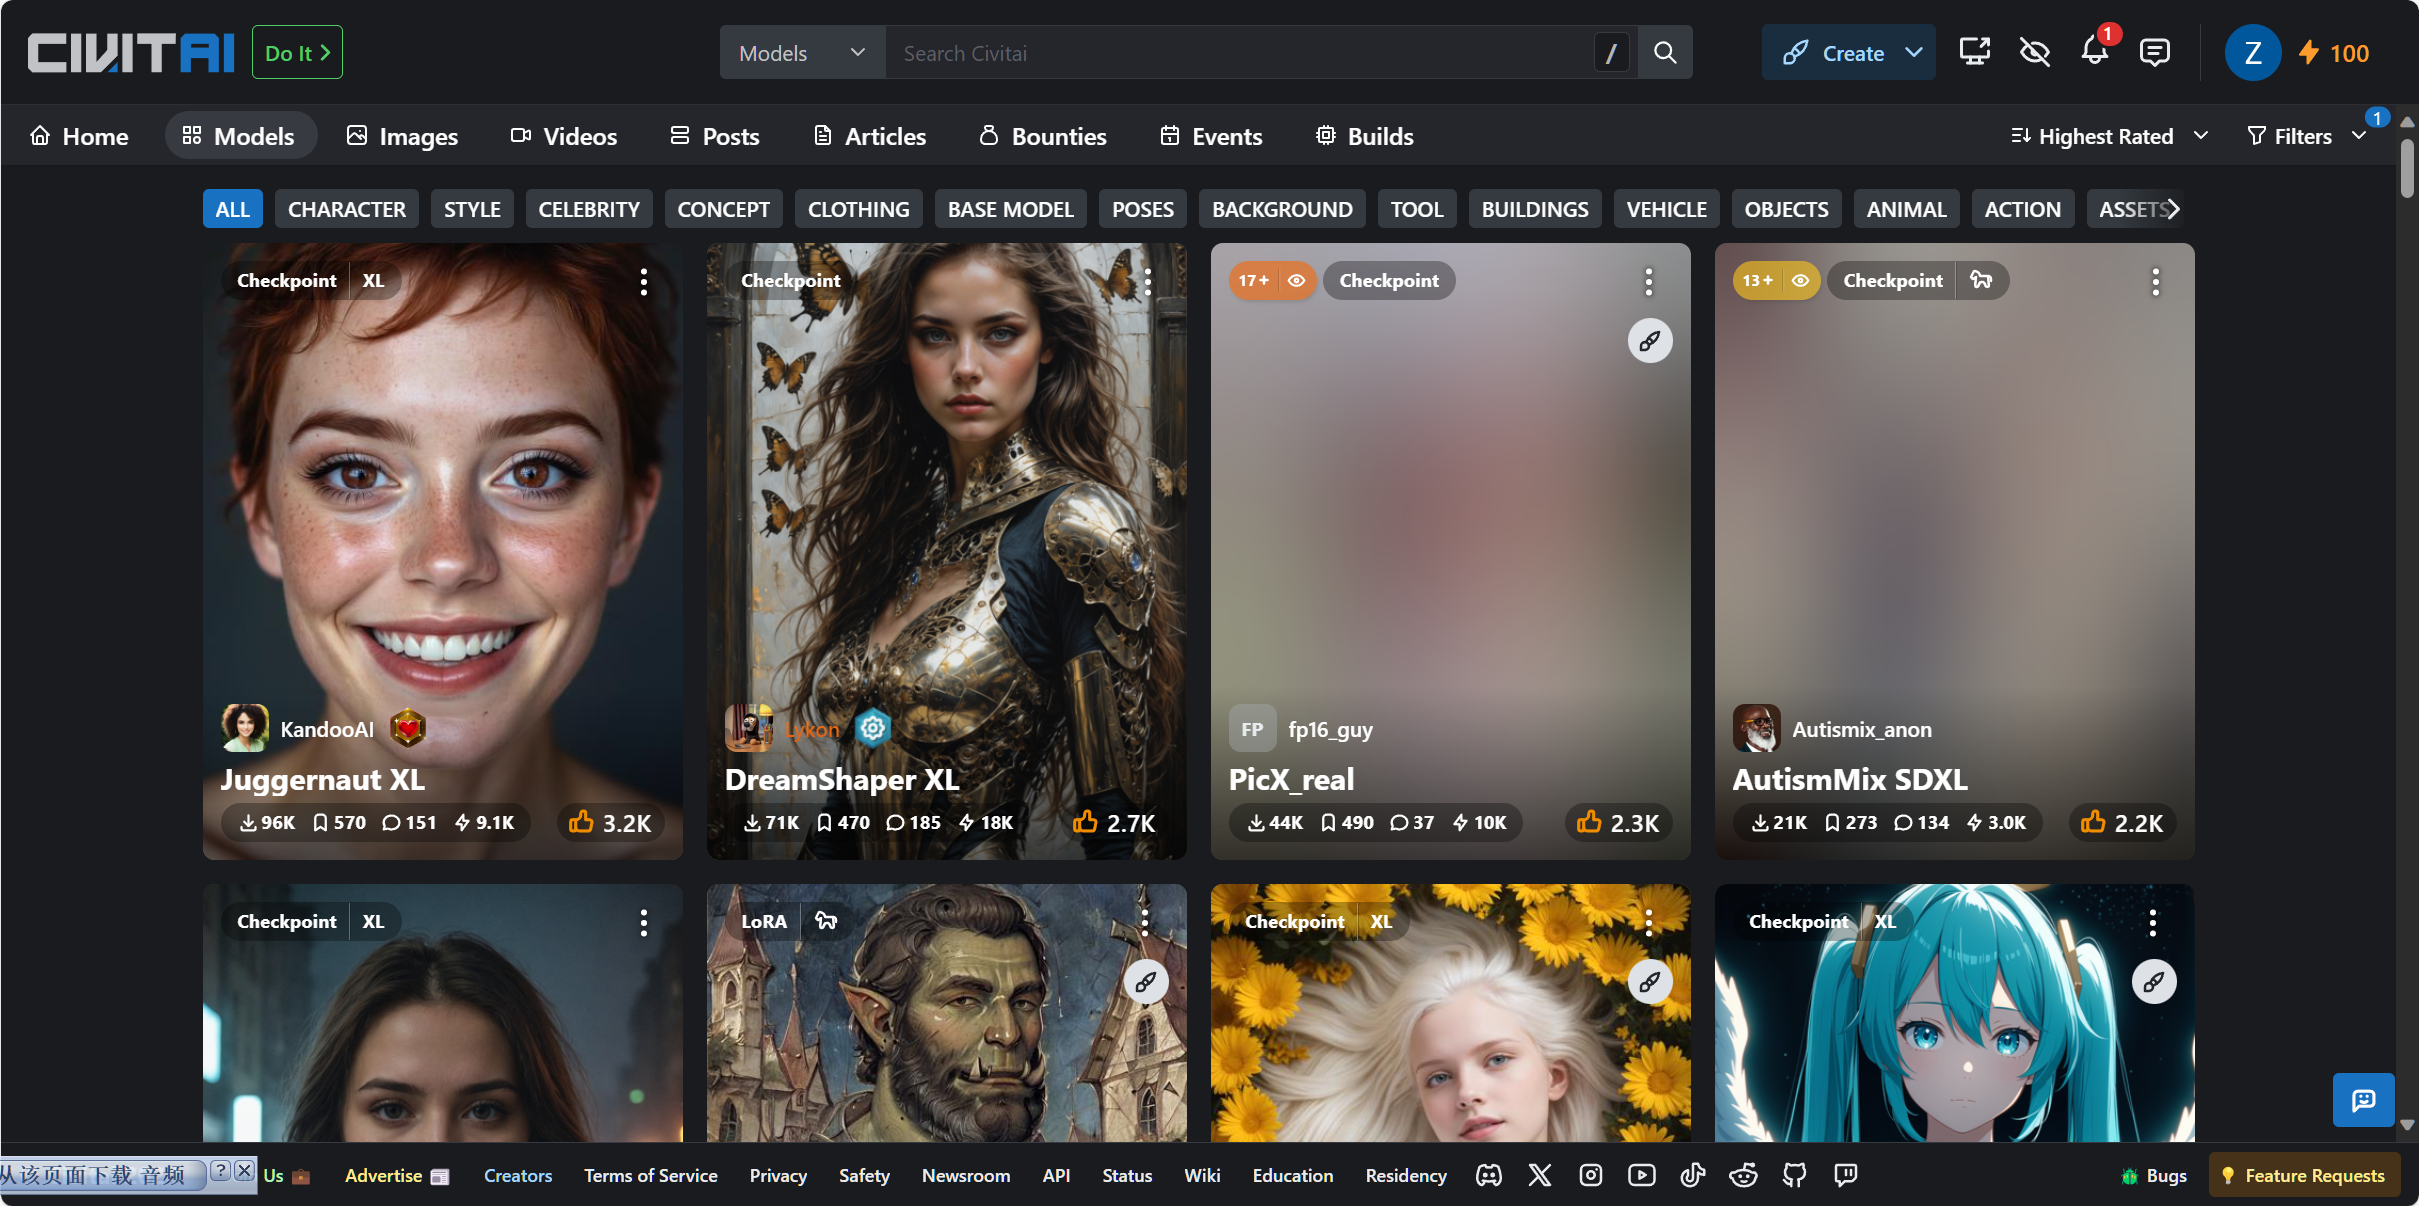 CIVITAI Do It Models Search Civitai / Create 1 Z 100
Home Models Images Videos Posts Articles Bounties Events Builds Highest Rated Filters 1
ALL CHARACTER STYLE CELEBRITY CONCEPT CLOTHING BASE MODEL POSES BACKGROUND TOOL BUILDINGS VEHICLE OBJECTS ANIMAL ACTION ASSETS
Checkpoint XL
KandooAI
Juggernaut XL
96K 570 151 9.1K 3.2K
Checkpoint
Lykon
DreamShaper XL
71K 470 185 18K 2.7K
17+ Checkpoint
FP fp16_guy
PicX_real
44K 490 37 10K 2.3K
13+ Checkpoint
Autismix_anon
AutismMix SDXL
21K 273 134 3.0K 2.2K
Checkpoint XL
LoRA
Checkpoint XL
Checkpoint XL
从该页面下载 音频 ? Us Advertise Creators Terms of Service Privacy Safety Newsroom API Status Wiki Education Residency Bugs Feature Requests